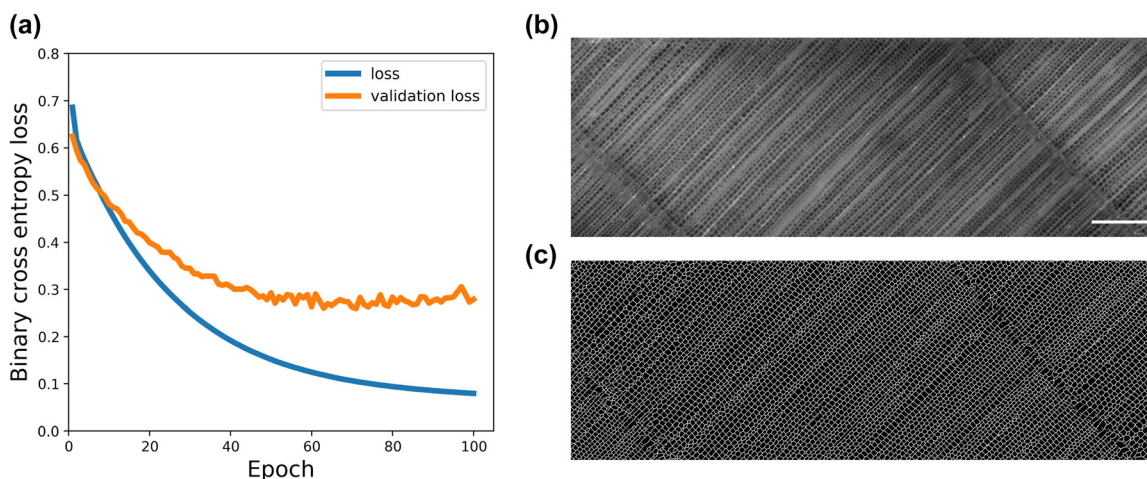 (a)
0.8
0.7
0.6
0.5
0.4
0.3
0.2
0.1
0.0
Binary cross entropy loss
0 20 40 60 80 100
Epoch
loss
validation loss
(b)
(c)